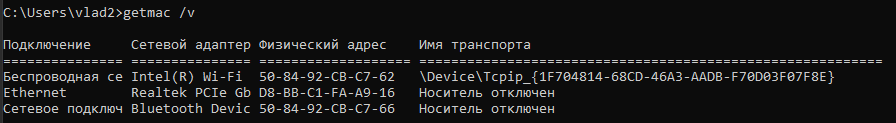 C:\Users\vlad2>getmac /v
Подключение Сетевой адаптер Физический адрес Имя транспорта
=============== =============== =================== ==========================================================
Беспроводная се Intel(R) Wi-Fi 50-84-92-CB-C7-62 \Device\Tcpip_{1F704814-68CD-46A3-AADB-F70D03F07F8E}
Ethernet Realtek PCIe Gb D8-BB-C1-FA-A9-16 Носитель отключен
Сетевое подключ Bluetooth Devic 50-84-92-CB-C7-66 Носитель отключен